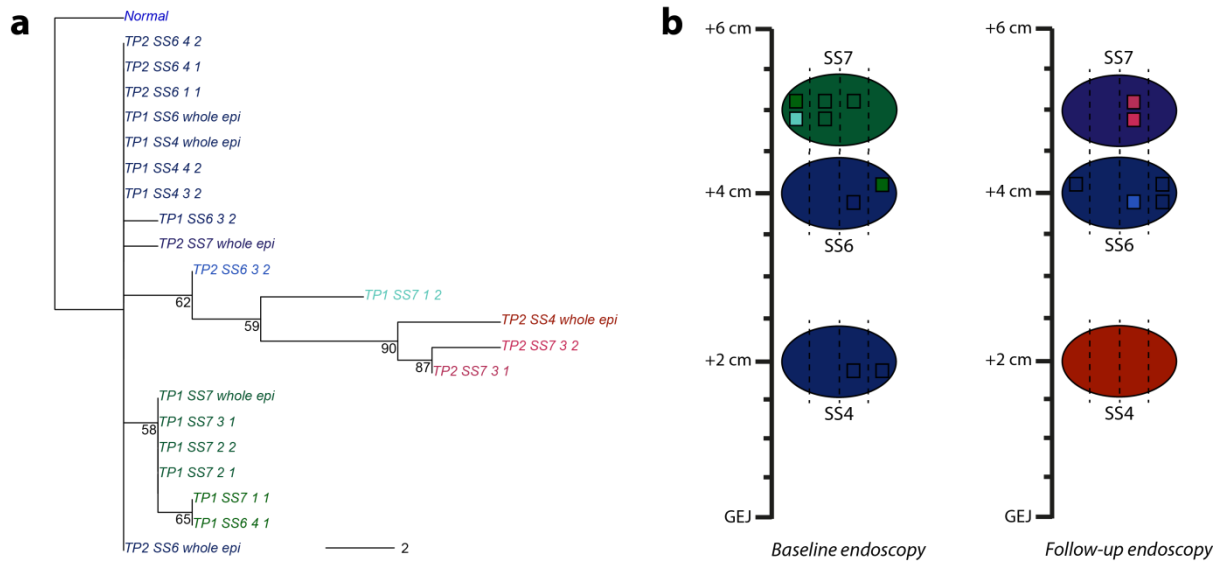 a
Normal
TP2 SS6 4 2
TP2 SS6 4 1
TP2 SS6 1 1
TP1 SS6 whole epi
TP1 SS4 whole epi
TP1 SS4 4 2
TP1 SS4 3 2
TP1 SS6 3 2
TP2 SS7 whole epi
TP2 SS6 3 2
62
TP1 SS7 1 2
59
TP2 SS4 whole epi
90
TP2 SS7 3 2
87
TP2 SS7 3 1
TP1 SS7 whole epi
TP1 SS7 3 1
58
TP1 SS7 2 2
TP1 SS7 2 1
TP1 SS7 1 1
65
TP1 SS6 4 1
TP2 SS6 whole epi
2
b
+6 cm
SS7
+4 cm
SS6
+2 cm
SS4
GEJ
Baseline endoscopy
+6 cm
SS7
+4 cm
SS6
+2 cm
SS4
GEJ
Follow-up endoscopy